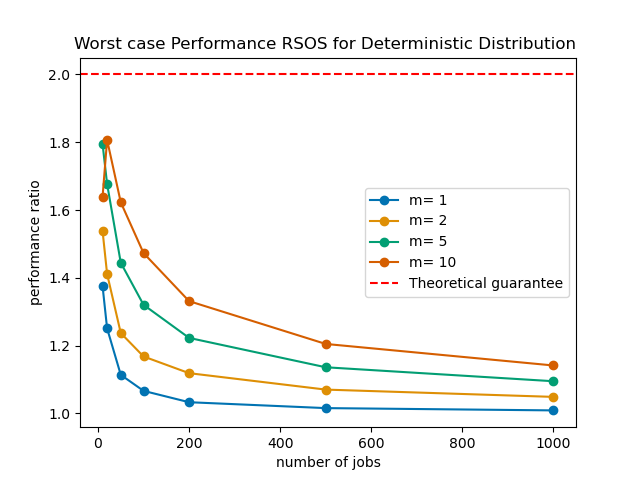 Worst case Performance RSOS for Deterministic Distribution
performance ratio
2.0
1.8
1.6
1.4
1.2
1.0
m= 1
m= 2
m= 5
m= 10
Theoretical guarantee
0 200 400 600 800 1000
number of jobs